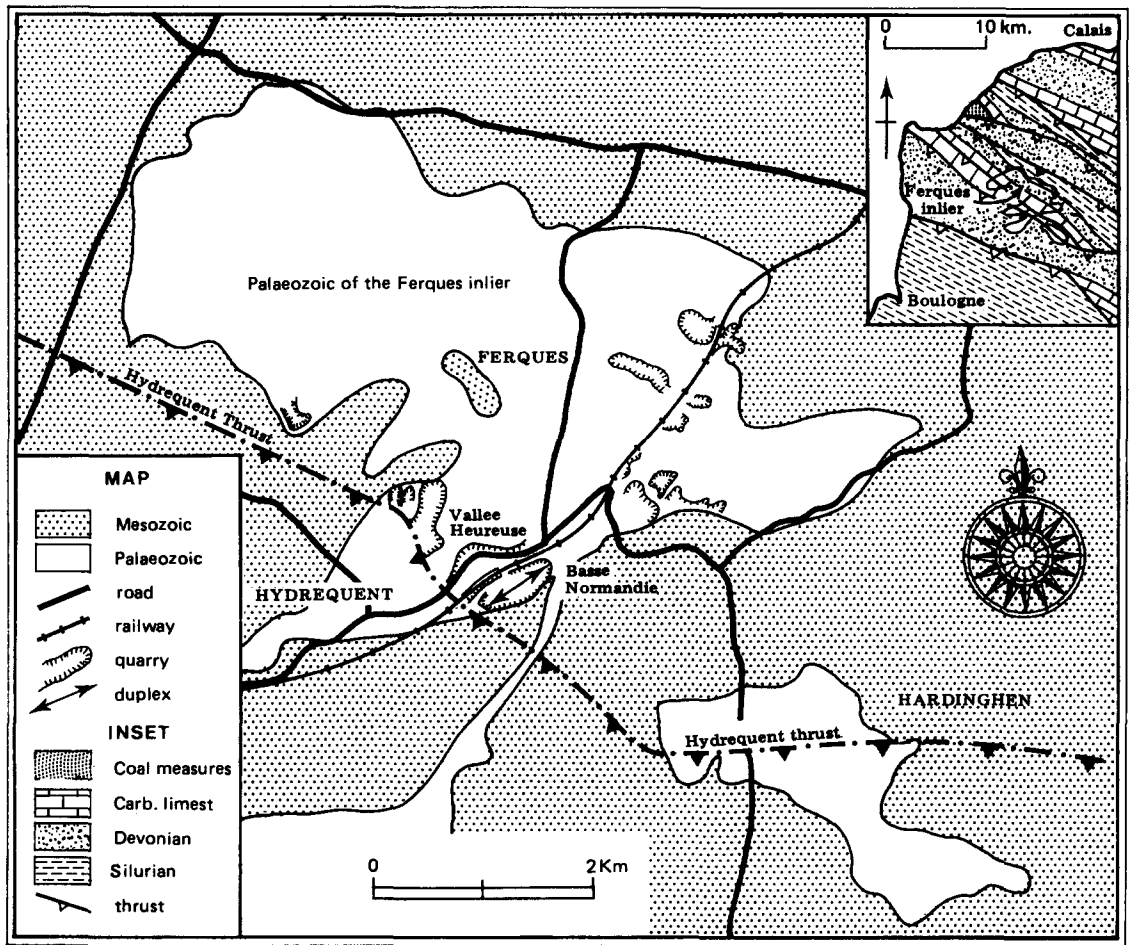 0 10 km.
Calais
Ferques
inlier
Boulogne
Palaeozoic of the Ferques inlier
FERQUES
Hydrequent Thrust
Vallee
Heureuse
HYDREQUENT
Basse
Normandie
HARDINGHEN
Hydrequent thrust
0 2Km
MAP
Mesozoic
Palaeozoic
road
railway
quarry
duplex
INSET
Coal measures
Carb. limest
Devonian
Silurian
thrust